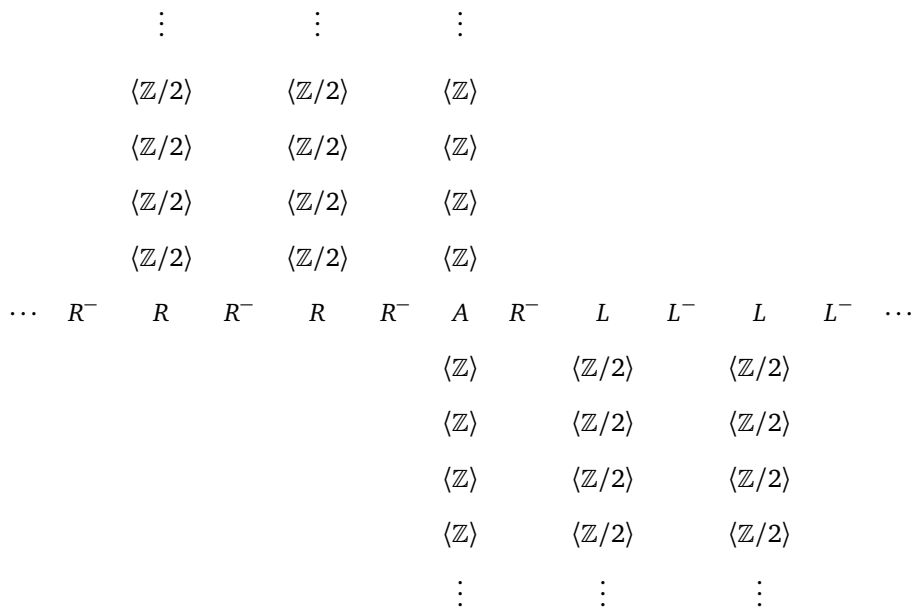 ⋮ ⋮ ⋮
⟨ℤ/2⟩ ⟨ℤ/2⟩ ⟨ℤ⟩
⟨ℤ/2⟩ ⟨ℤ/2⟩ ⟨ℤ⟩
⟨ℤ/2⟩ ⟨ℤ/2⟩ ⟨ℤ⟩
⟨ℤ/2⟩ ⟨ℤ/2⟩ ⟨ℤ⟩
⋯ R⁻ R R⁻ R R⁻ A R⁻ L L⁻ L L⁻ ⋯
⟨ℤ⟩ ⟨ℤ/2⟩ ⟨ℤ/2⟩
⟨ℤ⟩ ⟨ℤ/2⟩ ⟨ℤ/2⟩
⟨ℤ⟩ ⟨ℤ/2⟩ ⟨ℤ/2⟩
⟨ℤ⟩ ⟨ℤ/2⟩ ⟨ℤ/2⟩
⋮ ⋮ ⋮